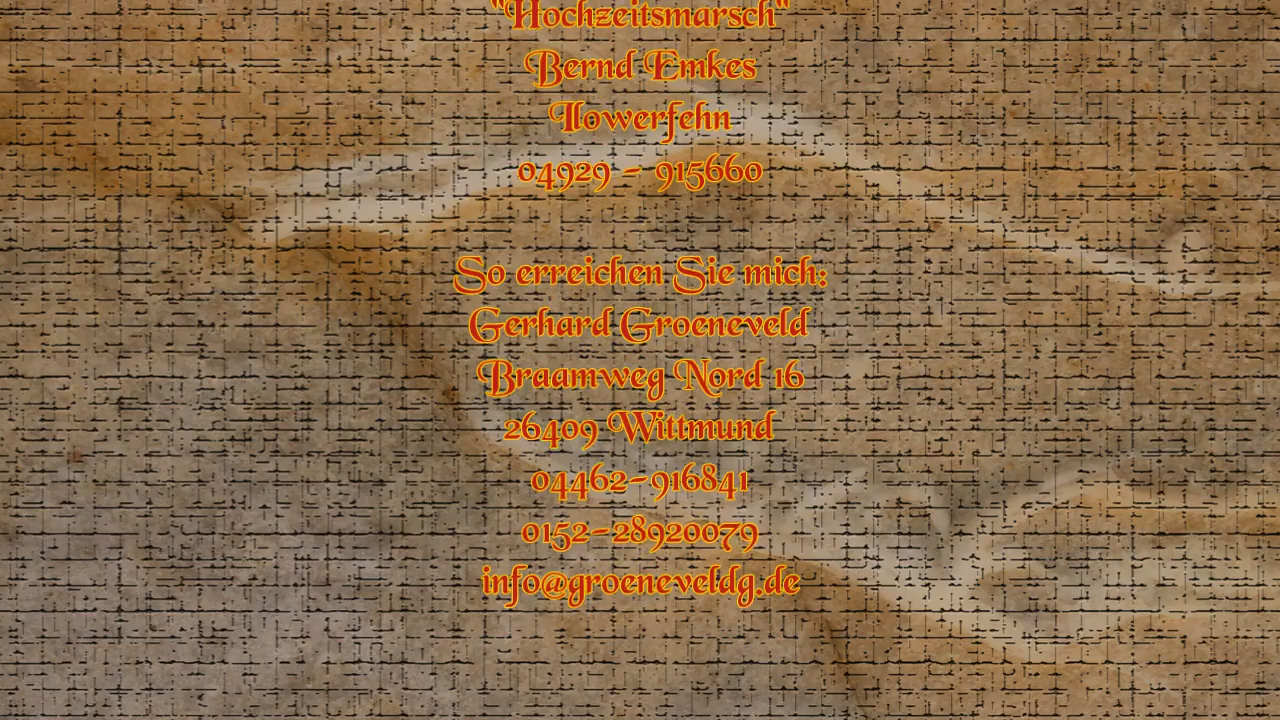 "Hochzeitsmarsch"
Bernd Emkes
Ilowerfehn
04929 - 915660
So erreichen Sie mich:
Gerhard Groeneveld
Braamweg Nord 16
26409 Wittmund
04462-916841
0152-28920079
info@groeneveldg.de